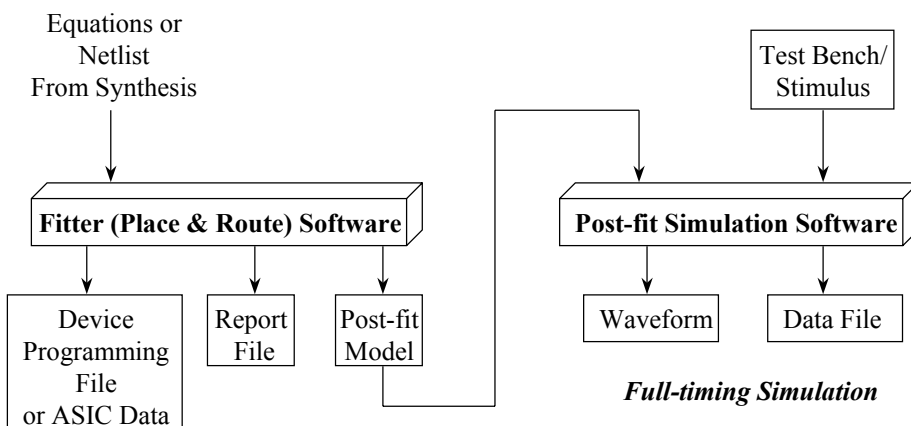 Equations or
Netlist
From Synthesis
Test Bench/
Stimulus
Fitter (Place & Route) Software
Post-fit Simulation Software
Device
Programming
File
or ASIC Data
Report
File
Post-fit
Model
Waveform
Data File
Full-timing Simulation